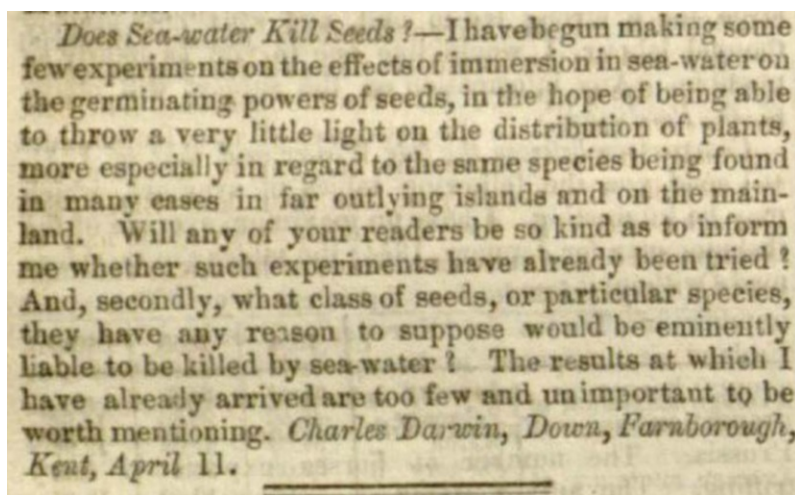 Does Sea-water Kill Seeds?—I have begun making some
few experiments on the effects of immersion in sea-water on
the germinating powers of seeds, in the hope of being able
to throw a very little light on the distribution of plants,
more especially in regard to the same species being found
in many cases in far outlying islands and on the main-
land. Will any of your readers be so kind as to inform
me whether such experiments have already been tried?
And, secondly, what class of seeds, or particular species,
they have any reason to suppose would be eminently
liable to be killed by sea-water? The results at which I
have already arrived are too few and unimportant to be
worth mentioning. Charles Darwin, Down, Farnborough,
Kent, April 11.